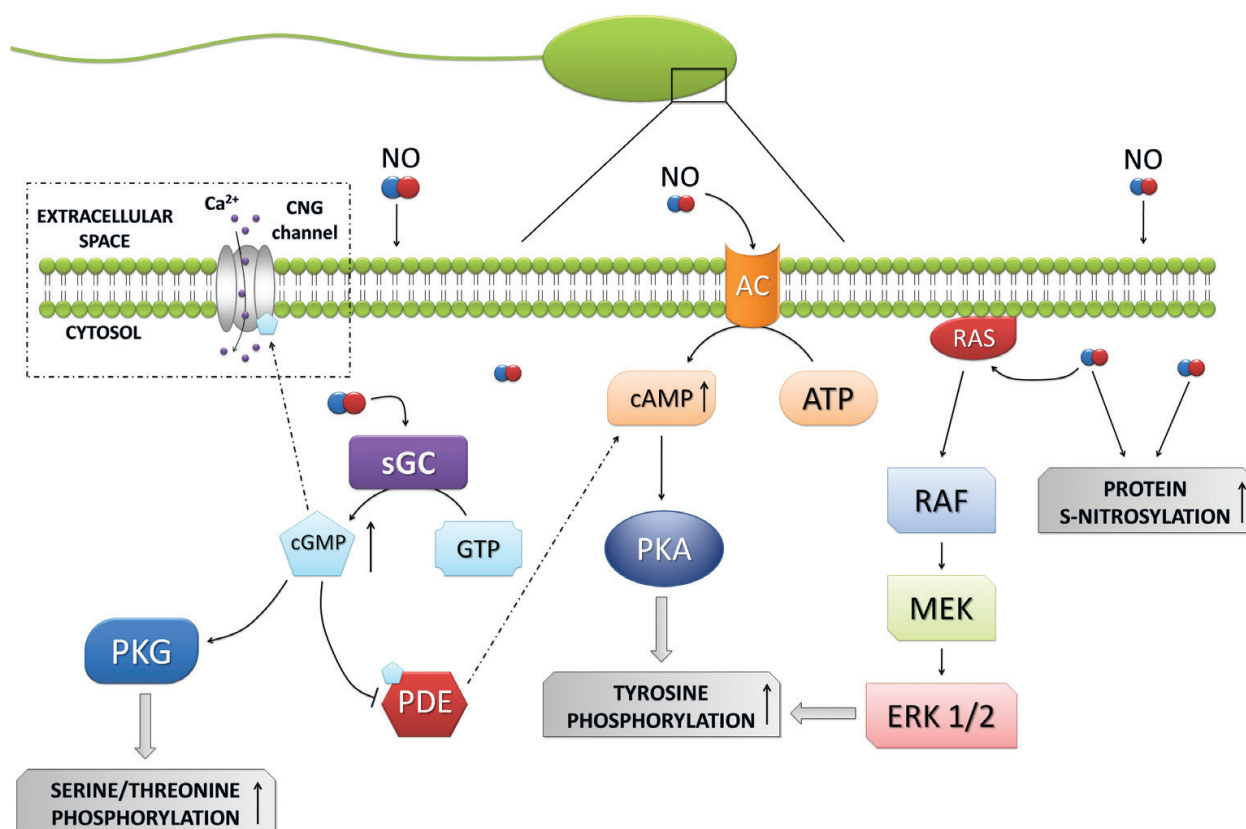 NO
NO
NO
Ca²⁺
CNG
channel
EXTRACELLULAR
SPACE
AC
CYTOSOL
RAS
cAMP
ATP
sGC
RAF
PROTEIN
S-NITROSYLATION
cGMP
GTP
PKA
MEK
PKG
PDE
TYROSINE
PHOSPHORYLATION
ERK 1/2
SERINE/THREONINE
PHOSPHORYLATION